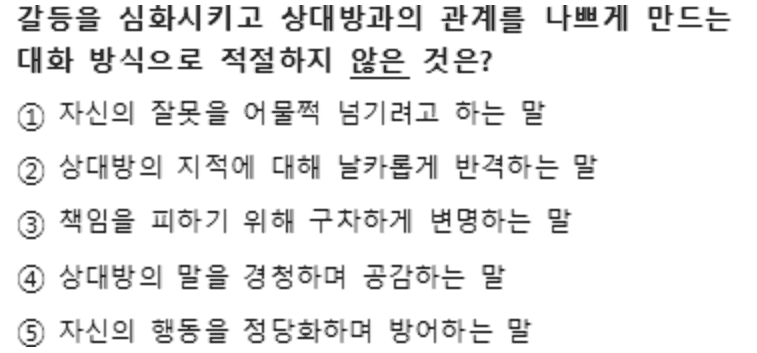 갈등을 심화시키고 상대방과의 관계를 나쁘게 만드는
대화 방식으로 적절하지 않은 것은?
① 자신의 잘못을 어물쩍 넘기려고 하는 말
② 상대방의 지적에 대해 날카롭게 반격하는 말
③ 책임을 피하기 위해 구차하게 변명하는 말
④ 상대방의 말을 경청하며 공감하는 말
⑤ 자신의 행동을 정당화하며 방어하는 말